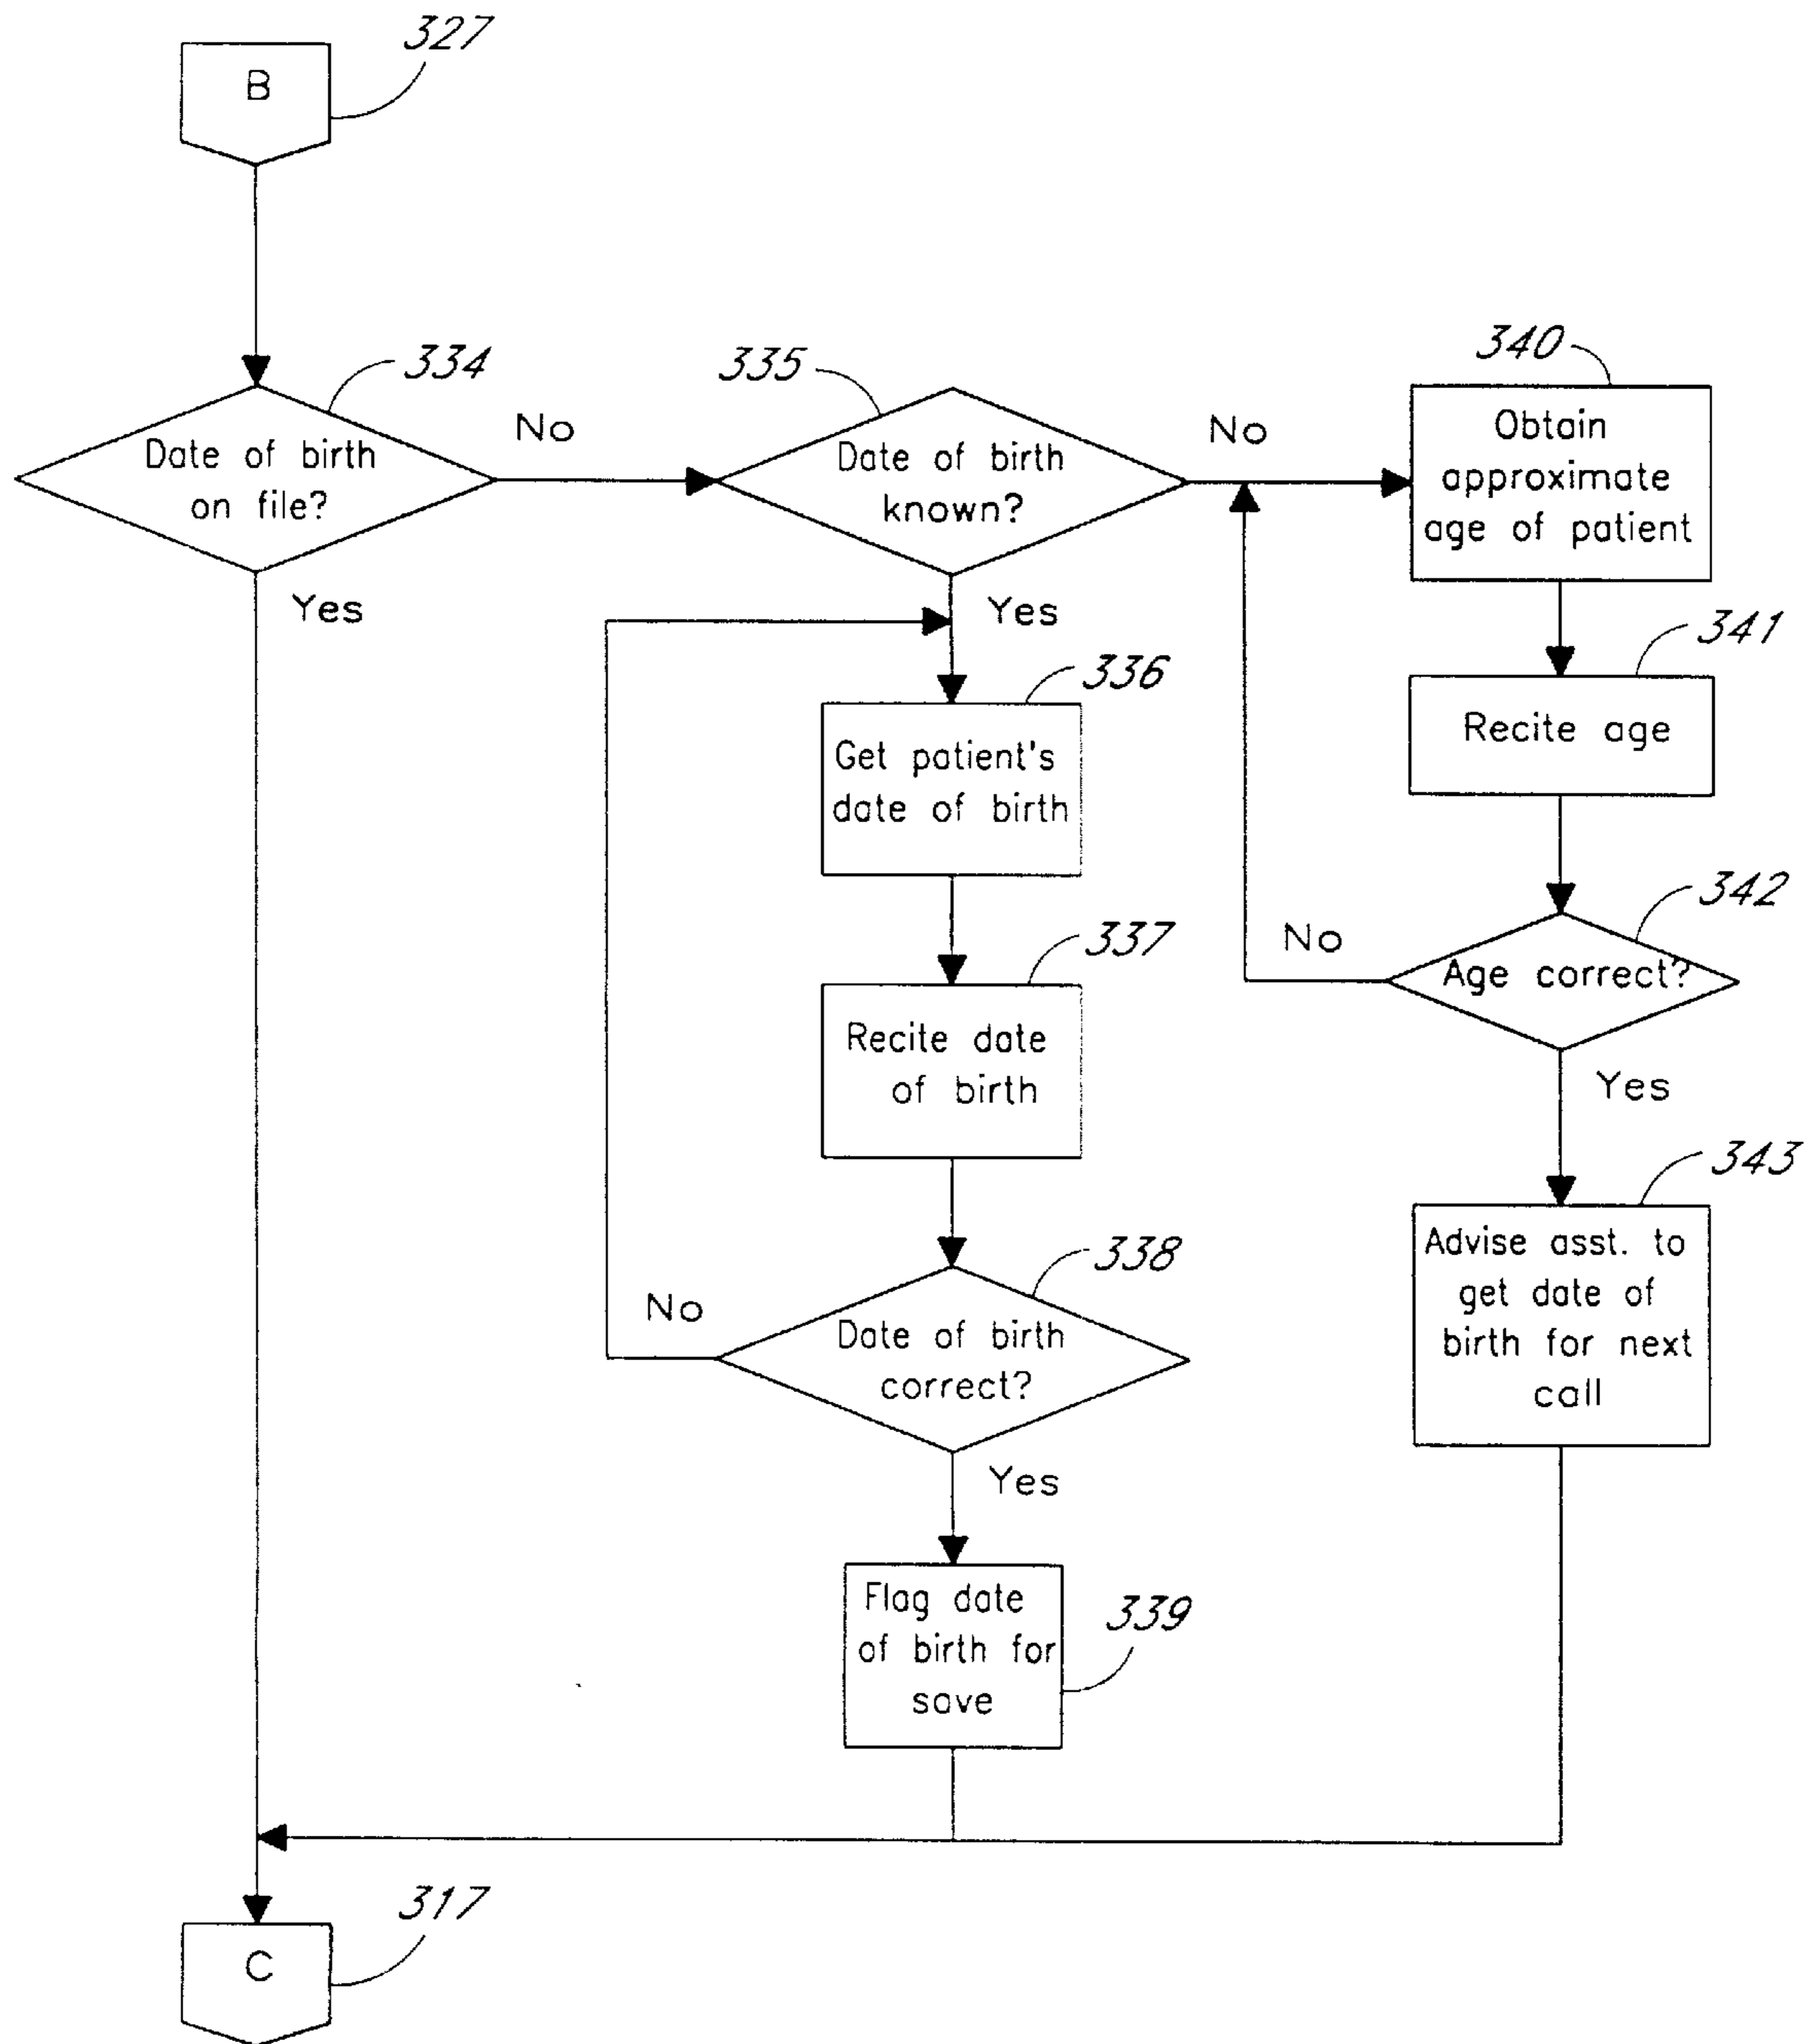 327
B
334
Date of birth
on file?
No
Yes
335
Date of birth
known?
No
Yes
336
Get patient's
date of birth
337
Recite date
of birth
338
Date of birth
correct?
No
Yes
Flag date
of birth for
save
339
340
Obtain
approximate
age of patient
341
Recite age
342
Age correct?
No
Yes
343
Advise asst. to
get date of
birth for next
call
317
C